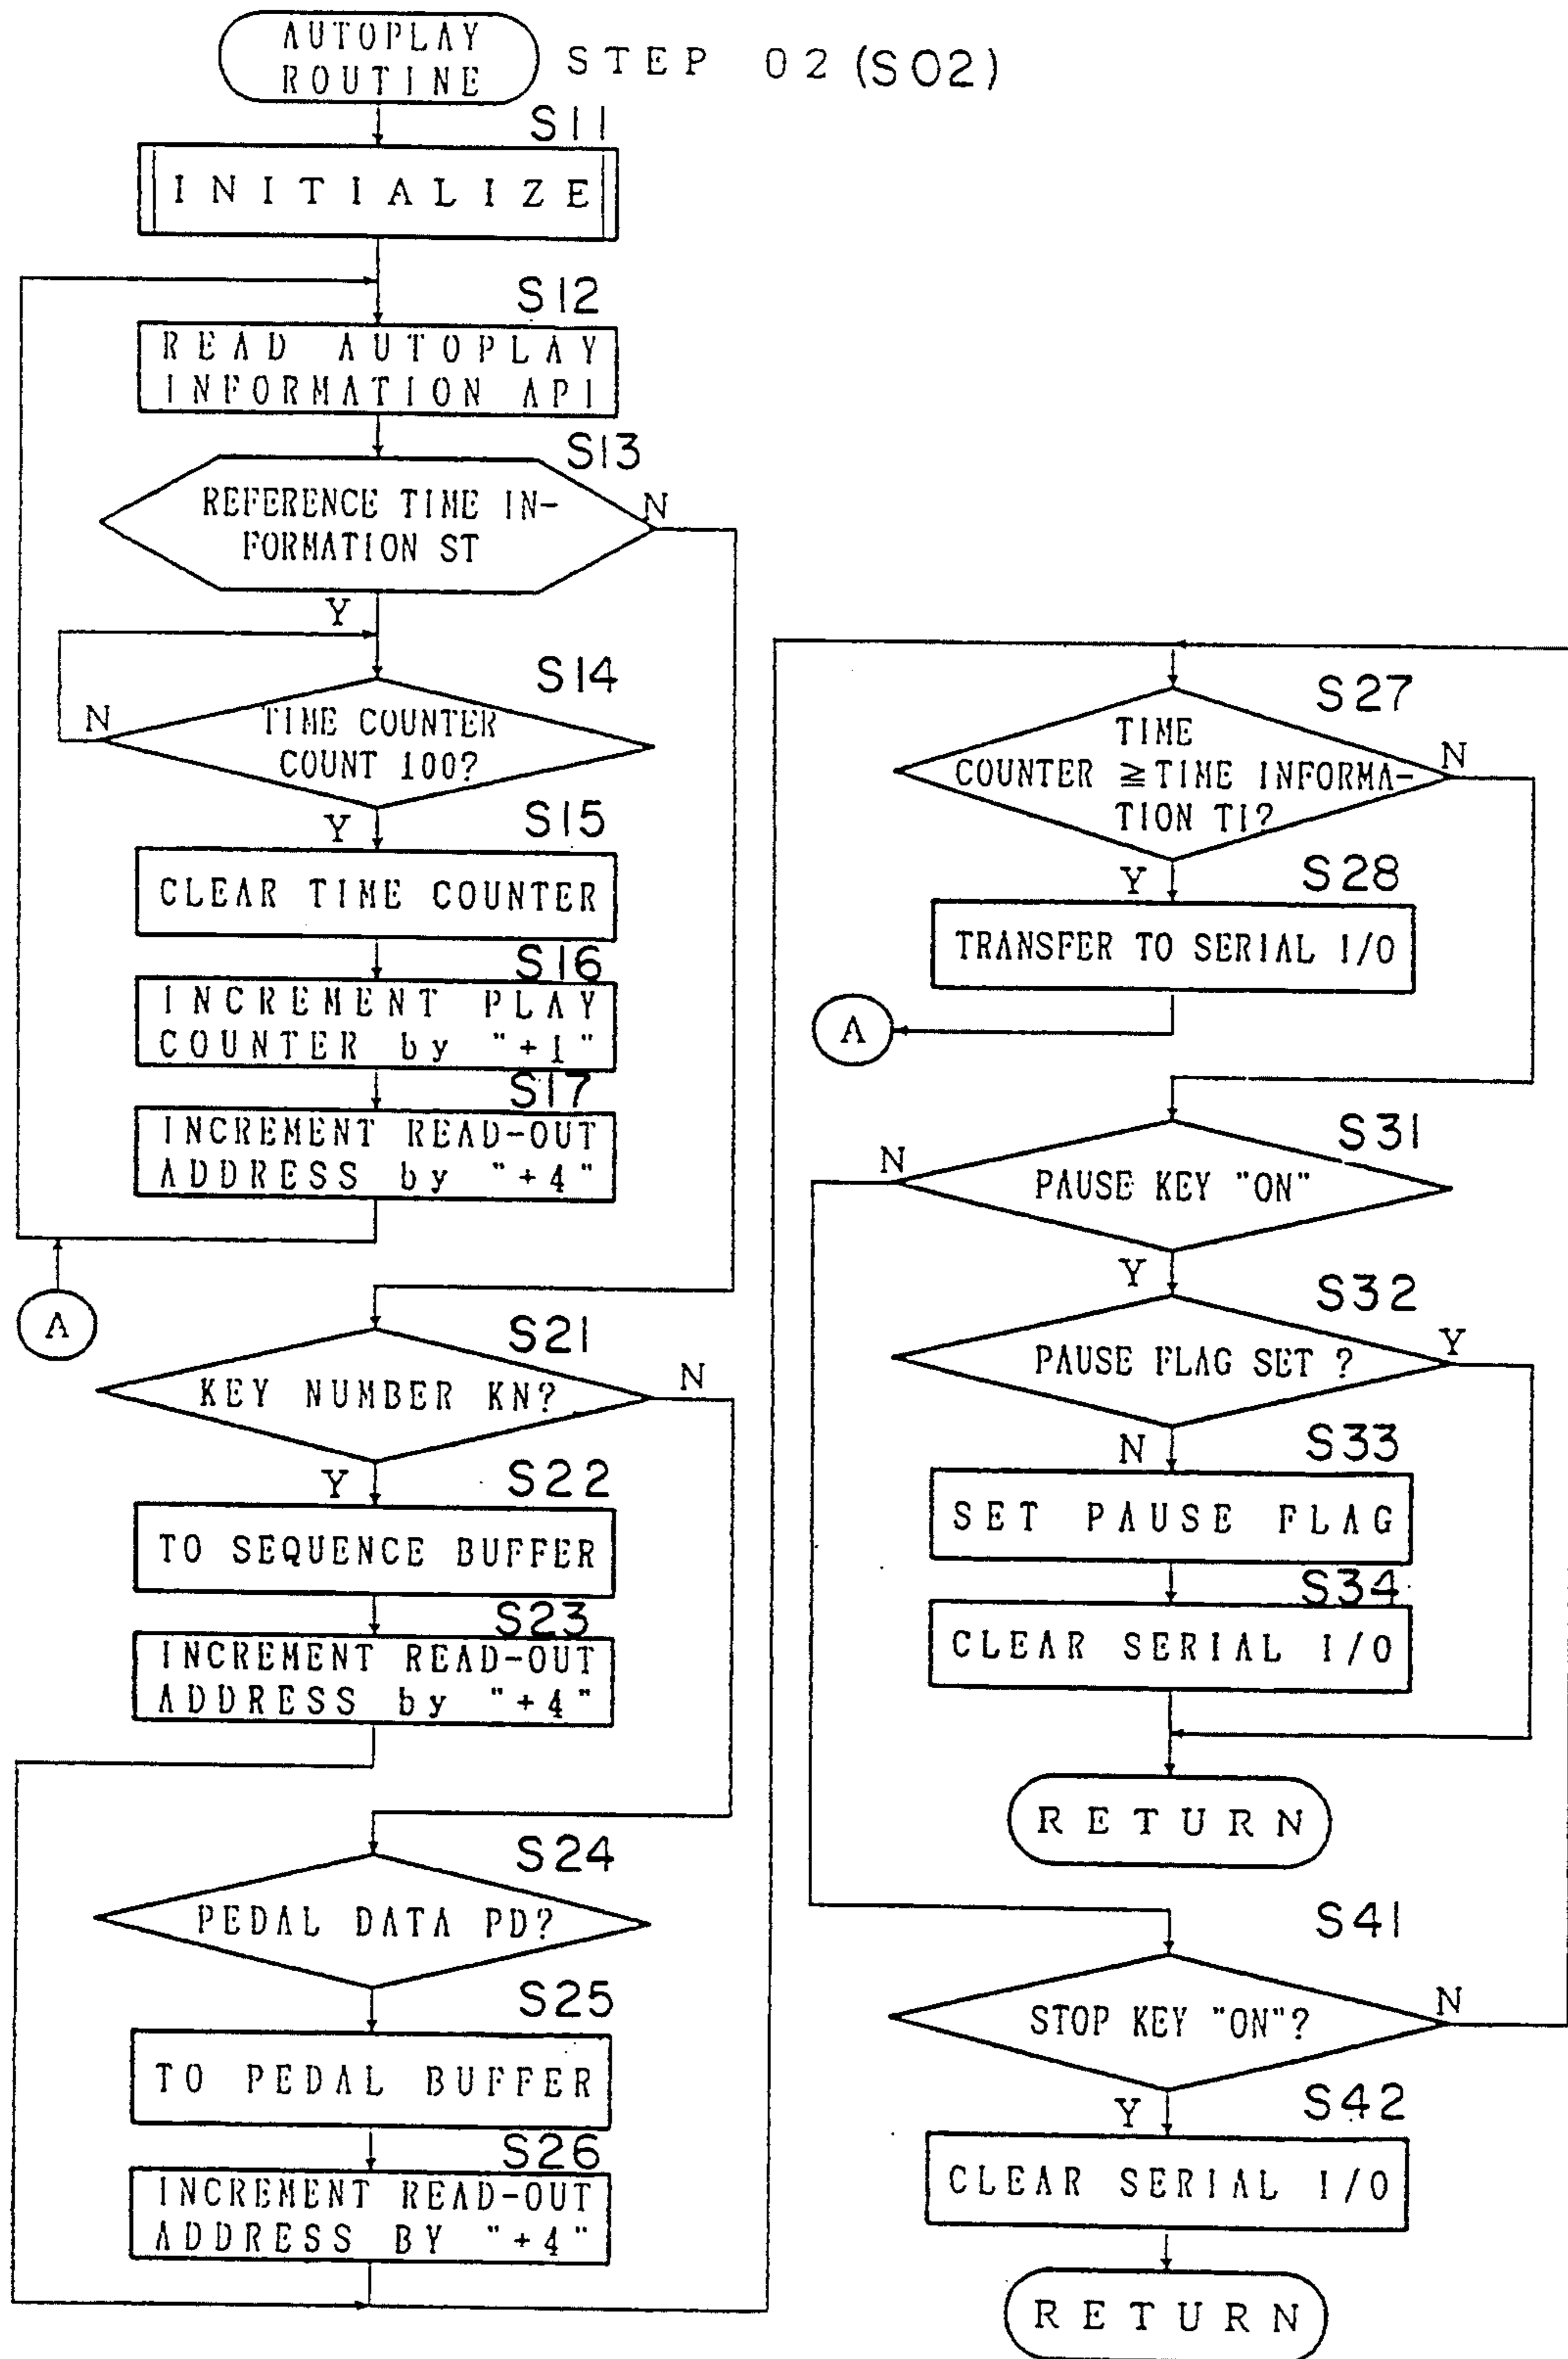 AUTOPLAY
ROUTINE
STEP 02 (S02)
S11
INITIALIZE
S12
READ AUTOPLAY
INFORMATION API
S13
REFERENCE TIME IN-
FORMATION ST
N
Y
S14
TIME COUNTER
COUNT 100?
N
Y
S15
CLEAR TIME COUNTER
S16
INCREMENT PLAY
COUNTER by "+1"
S17
INCREMENT READ-OUT
ADDRESS by "+4"
A
S21
KEY NUMBER KN?
N
Y
S22
TO SEQUENCE BUFFER
S23
INCREMENT READ-OUT
ADDRESS by "+4"
S24
PEDAL DATA PD?
S25
TO PEDAL BUFFER
S26
INCREMENT READ-OUT
ADDRESS BY "+4"
S27
TIME
COUNTER ≧ TIME INFORMA-
TION TI?
N
Y
S28
TRANSFER TO SERIAL I/O
A
S31
PAUSE KEY "ON"
N
Y
S32
PAUSE FLAG SET ?
Y
N
S33
SET PAUSE FLAG
S34
CLEAR SERIAL I/O
RETURN
S41
STOP KEY "ON"?
N
Y
S42
CLEAR SERIAL I/O
RETURN